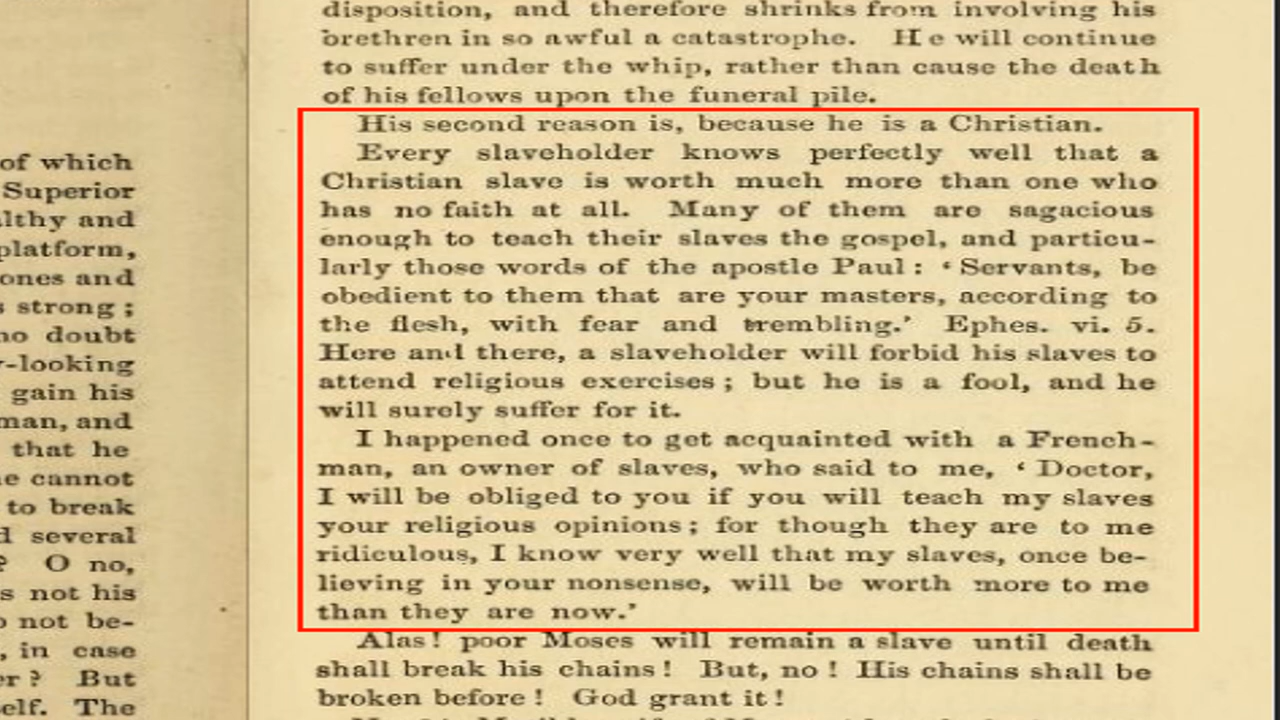 of which
Superior
althy and
platform,
ones and
s strong ;
no doubt
y-looking
gain his
man, and
that he
e cannot
to break
d several
? O no,
s not his
o not be-
, in case
er ? But
elf. The
disposition, and therefore shrinks from involving his
brethren in so awful a catastrophe. He will continue
to suffer under the whip, rather than cause the death
of his fellows upon the funeral pile.
His second reason is, because he is a Christian.
Every slaveholder knows perfectly well that a
Christian slave is worth much more than one who
has no faith at all. Many of them are sagacious
enough to teach their slaves the gospel, and particu-
larly those words of the apostle Paul : ‘ Servants, be
obedient to them that are your masters, according to
the flesh, with fear and trembling.’ Ephes. vi. 5.
Here and there, a slaveholder will forbid his slaves to
attend religious exercises ; but he is a fool, and he
will surely suffer for it.
I happened once to get acquainted with a French-
man, an owner of slaves, who said to me, ‘ Doctor,
I will be obliged to you if you will teach my slaves
your religious opinions ; for though they are to me
ridiculous, I know very well that my slaves, once be-
lieving in your nonsense, will be worth more to me
than they are now.’
Alas ! poor Moses will remain a slave until death
shall break his chains ! But, no ! His chains shall be
broken before ! God grant it !